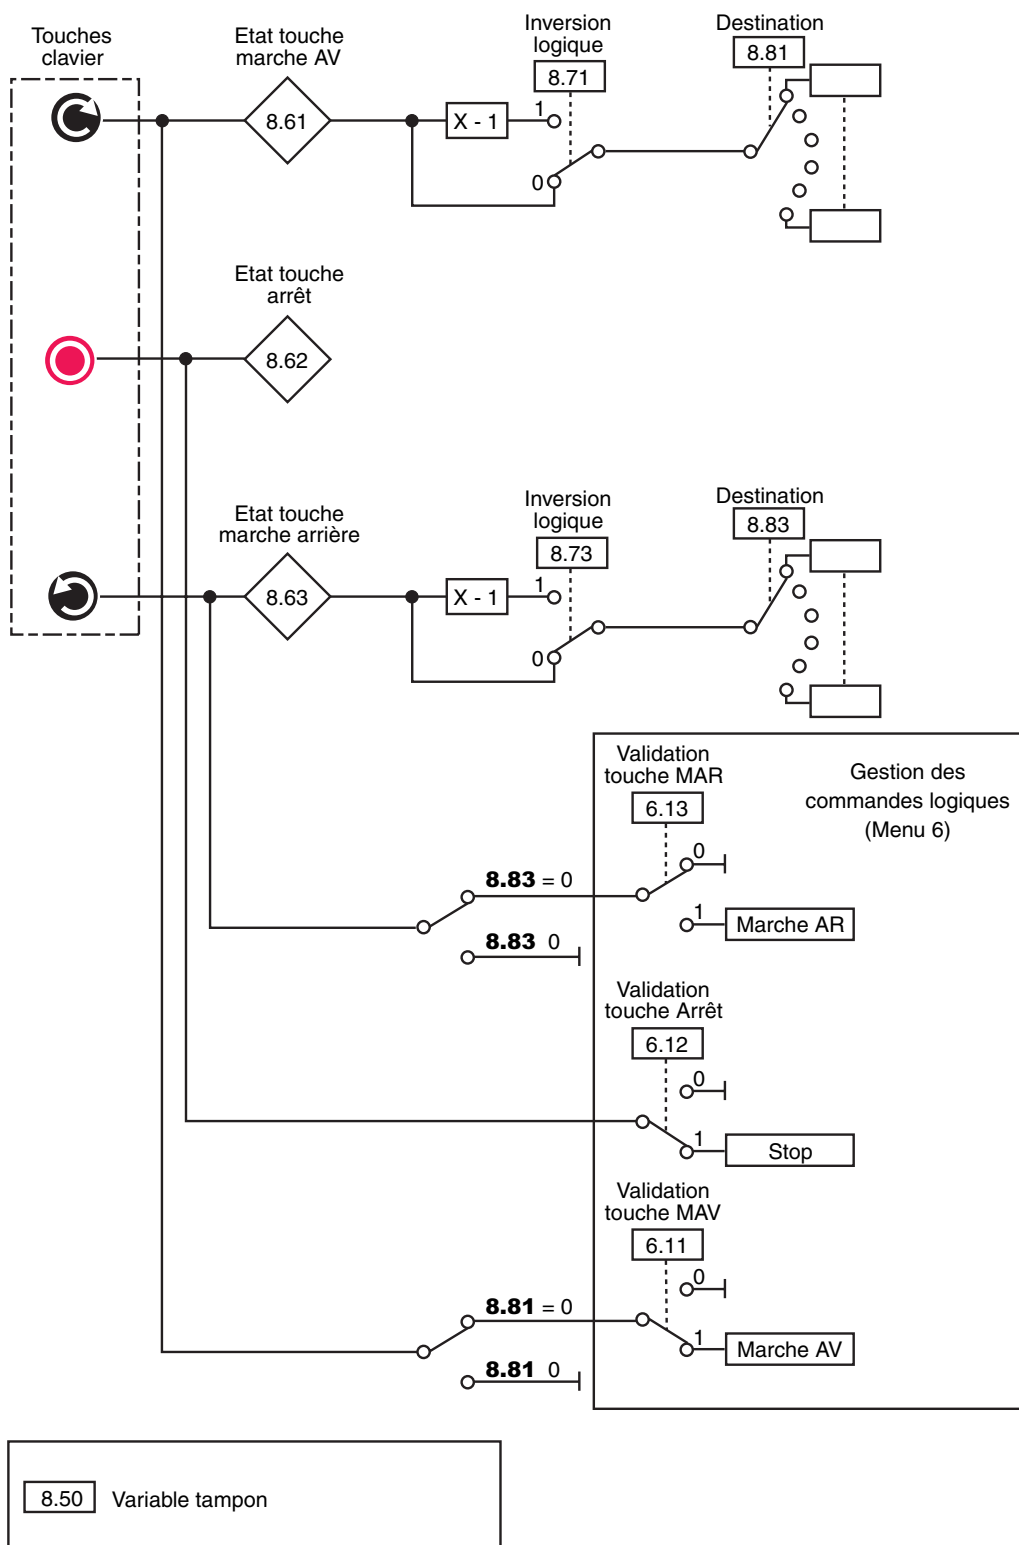 Touches
clavier
Etat touche
marche AV
Inversion
logique
Destination
8.71
8.81
8.61
X - 1
1
0
Etat touche
arrêt
8.62
Etat touche
marche arrière
Inversion
logique
Destination
8.73
8.83
8.63
X - 1
1
0
Validation
touche MAR
Gestion des
commandes logiques
(Menu 6)
6.13
0
8.83 = 0
1
Marche AR
8.83 0
Validation
touche Arrêt
6.12
0
1
Stop
Validation
touche MAV
6.11
0
8.81 = 0
1
Marche AV
8.81 0
8.50 Variable tampon